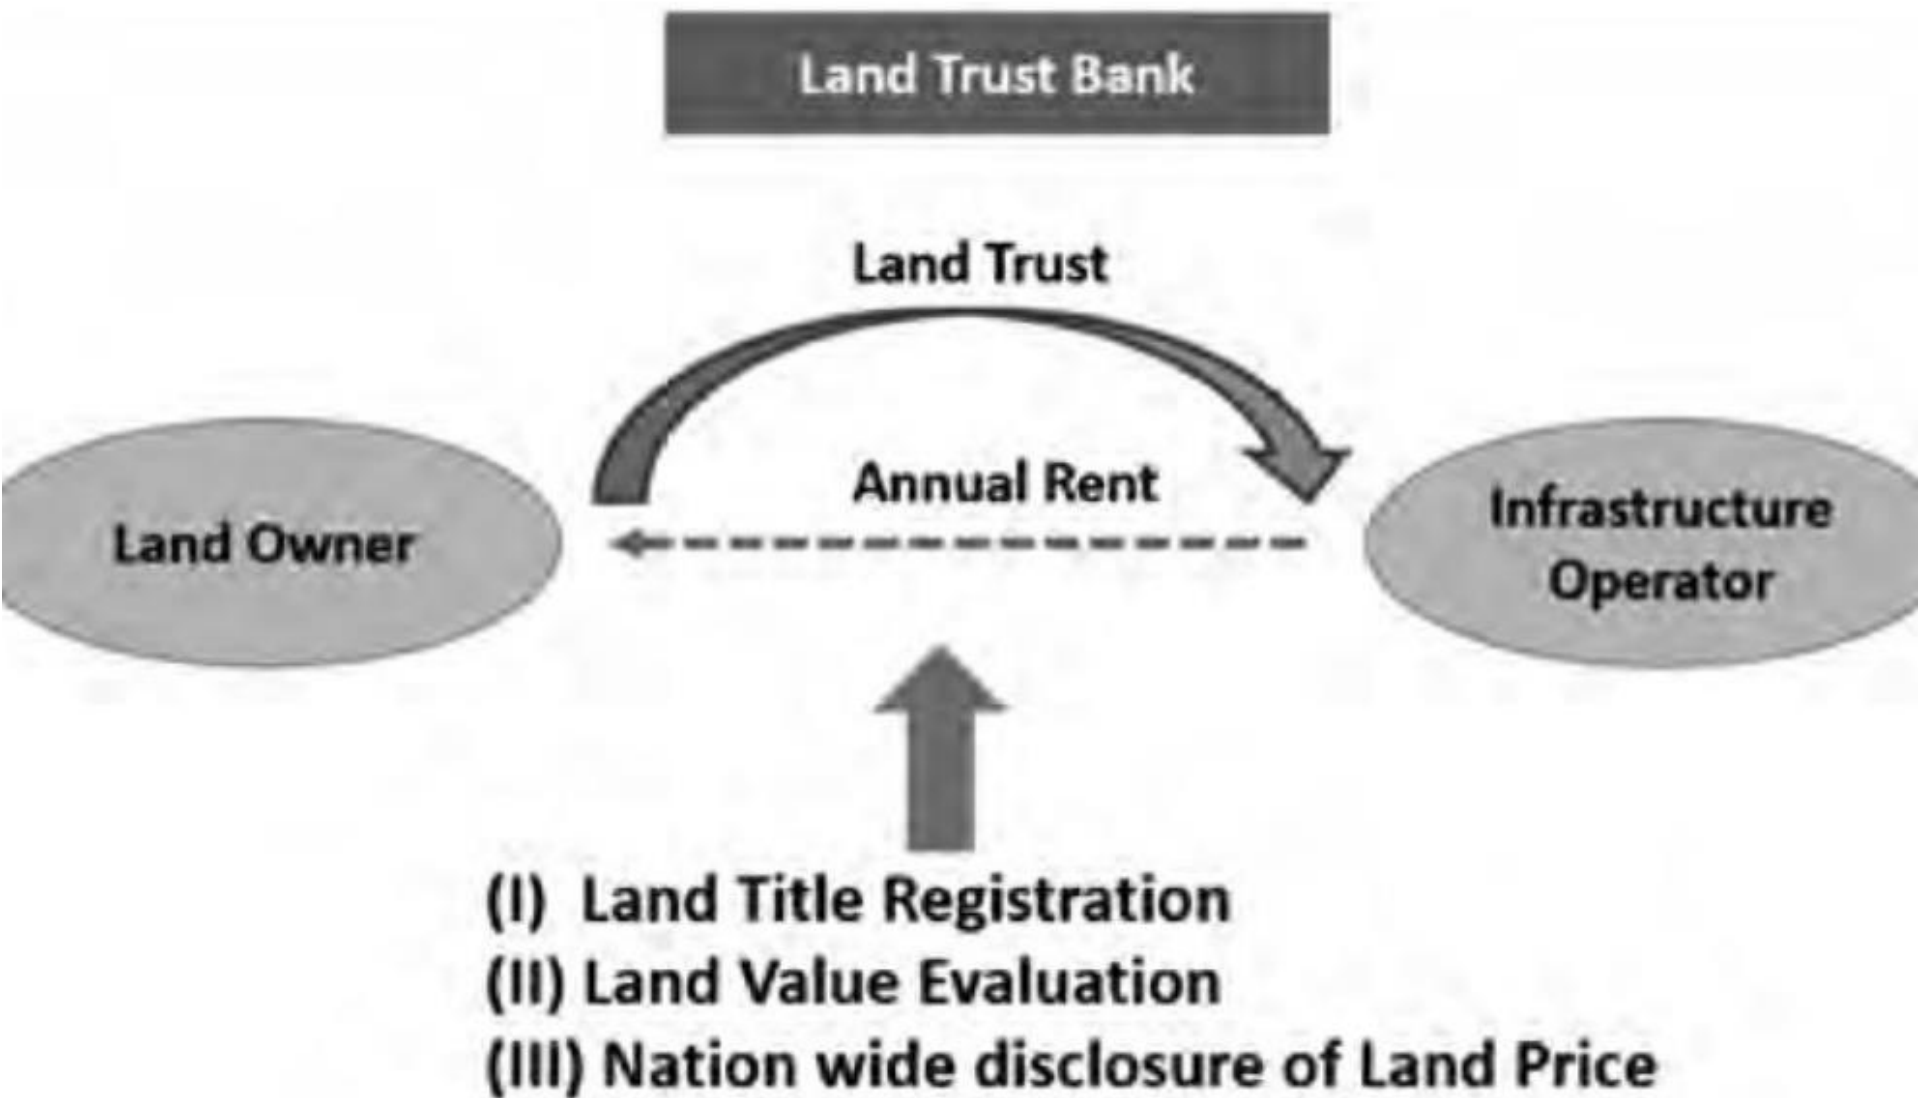 Land Trust Bank
Land Trust
Annual Rent
Land Owner
Infrastructure
Operator
(I) Land Title Registration
(II) Land Value Evaluation
(III) Nation wide disclosure of Land Price